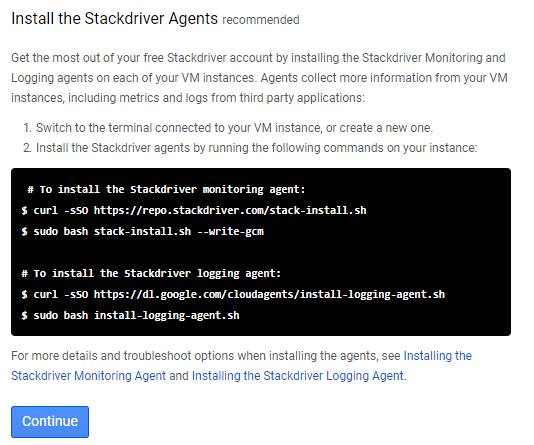 Install the Stackdriver Agents recommended
Get the most out of your free Stackdriver account by installing the Stackdriver Monitoring and
Logging agents on each of your VM instances. Agents collect more information from your VM
instances, including metrics and logs from third party applications:
1. Switch to the terminal connected to your VM instance, or create a new one.
2. Install the Stackdriver agents by running the following commands on your instance:
# To install the Stackdriver monitoring agent:
$ curl -sSO https://repo.stackdriver.com/stack-install.sh
$ sudo bash stack-install.sh --write-gcm
# To install the Stackdriver logging agent:
$ curl -sSO https://dl.google.com/cloudagents/install-logging-agent.sh
$ sudo bash install-logging-agent.sh
For more details and troubleshoot options when installing the agents, see Installing the
Stackdriver Monitoring Agent and Installing the Stackdriver Logging Agent.
Continue